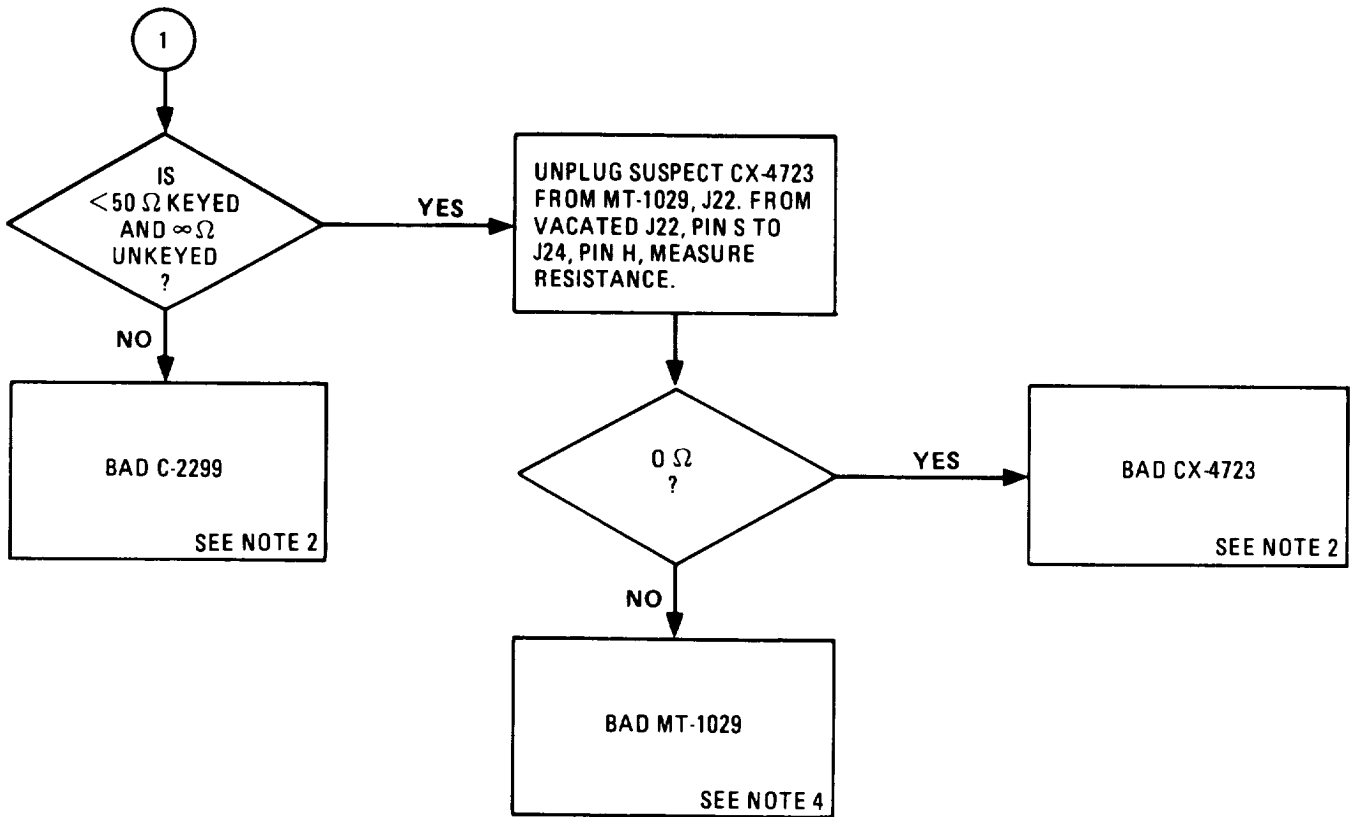 1
IS
<50 Ω KEYED
AND ∞ Ω
UNKEYED
?
YES
UNPLUG SUSPECT CX-4723
FROM MT-1029, J22. FROM
VACATED J22, PIN S TO
J24, PIN H, MEASURE
RESISTANCE.
NO
BAD C-2299
SEE NOTE 2
0 Ω
?
YES
BAD CX-4723
SEE NOTE 2
NO
BAD MT-1029
SEE NOTE 4